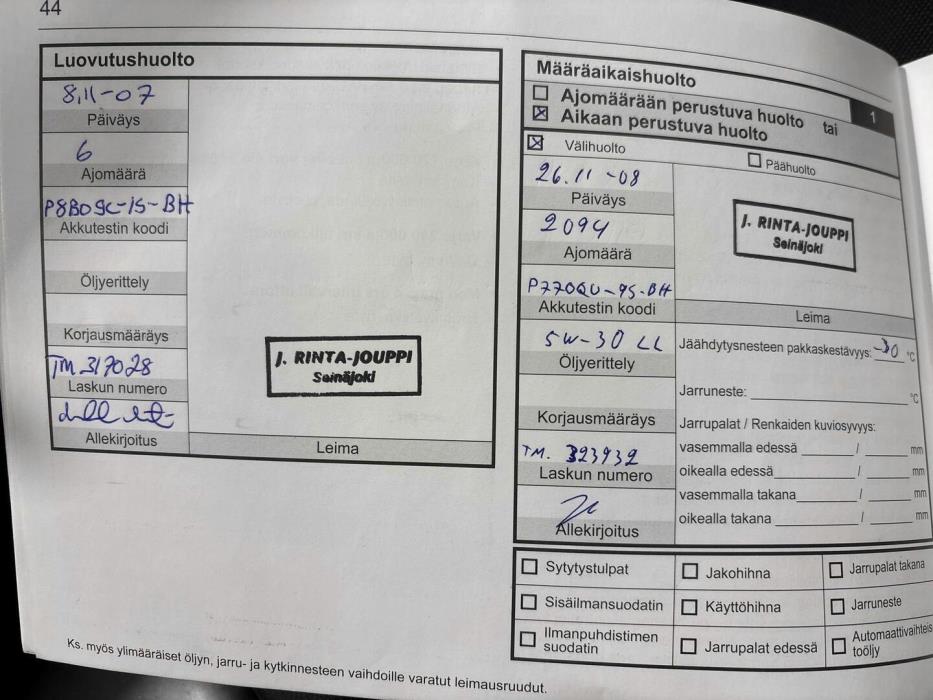 44
Luovutushuolto
8,11-07
Päiväys
6
Ajomäärä
P8B09C-15-BH
Akkutestin koodi
Öljyerittely
Korjausmääräys
TM 317028
Laskun numero
Allekirjoitus
J. RINTA-JOUPPI
Seinäjoki
Leima
Määräaikaishuolto
Ajomäärään perustuva huolto tai
Aikaan perustuva huolto
1
Välihuolto
Päähuolto
26.11-08
Päiväys
2094
Ajomäärä
P770QU-95-BH
Akkutestin koodi
5W-30 LL
Öljyerittely
Korjausmääräys
TM. 323932
Laskun numero
Allekirjoitus
J. RINTA-JOUPPI
Seinäjoki
Leima
Jäähdytysnesteen pakkaskestävyys: -30 °C
Jarruneste: °C
Jarrupalat / Renkaiden kuviosyvyys:
vasemmalla edessä / mm
oikealla edessä / mm
vasemmalla takana / mm
oikealla takana / mm
Sytytystulpat
Jakohihna
Jarrupalat takana
Sisäilmansuodatin
Käyttöhihna
Jarruneste
Ilmanpuhdistimen
suodatin
Jarrupalat edessä
Automaattivaihteis
toöljy
Ks. myös ylimääräiset öljyn, jarru- ja kytkinnesteen vaihdoille varatut leimausruudut.